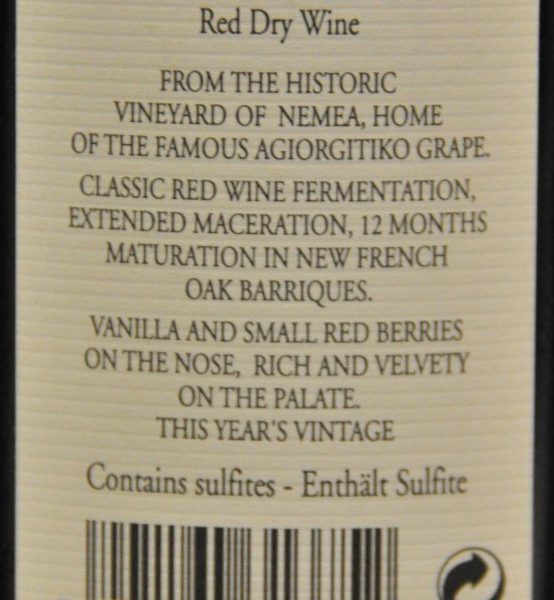 Red Dry Wine
FROM THE HISTORIC
VINEYARD OF NEMEA, HOME
OF THE FAMOUS AGIORGITIKO GRAPE.
CLASSIC RED WINE FERMENTATION,
EXTENDED MACERATION, 12 MONTHS
MATURATION IN NEW FRENCH
OAK BARRIQUES.
VANILLA AND SMALL RED BERRIES
ON THE NOSE, RICH AND VELVETY
ON THE PALATE.
THIS YEAR'S VINTAGE
Contains sulfites - Enthält Sulfite